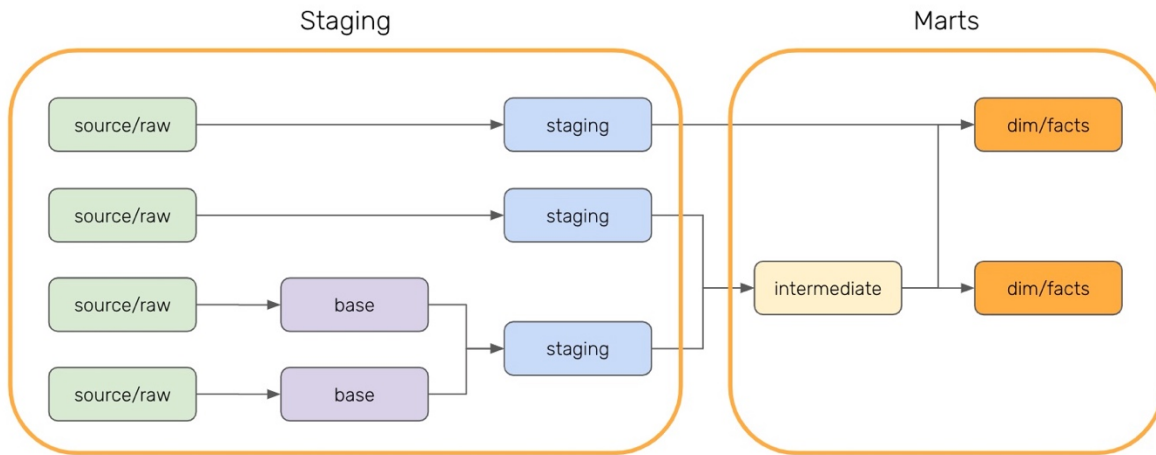 Staging
Marts
source/raw
staging
dim/facts
source/raw
staging
source/raw
base
intermediate
dim/facts
staging
source/raw
base